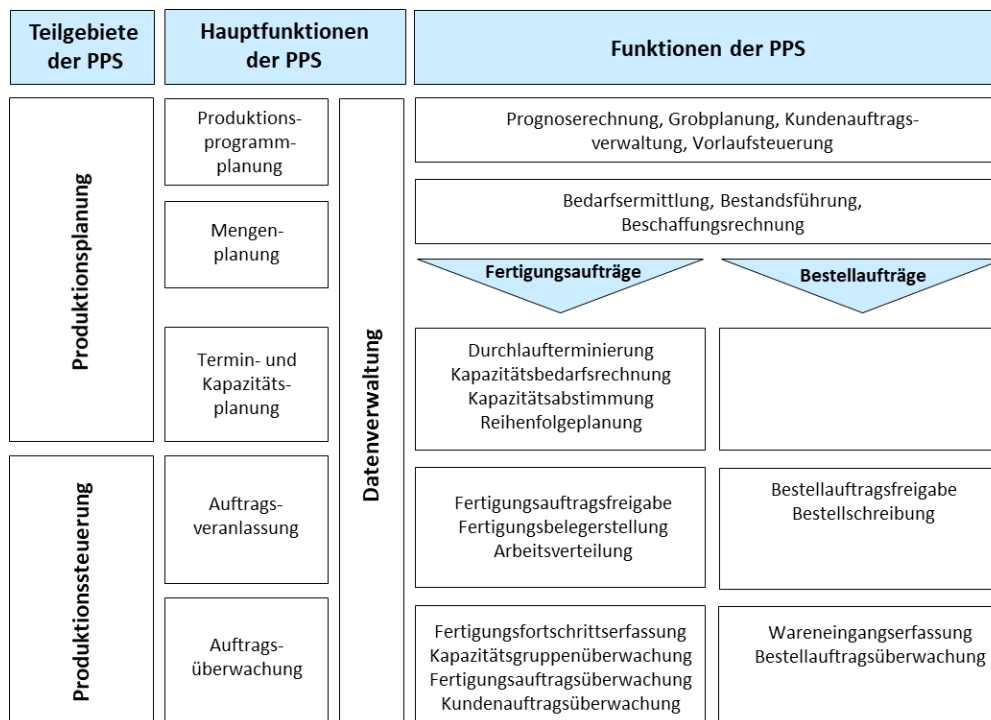 Teilgebiete
der PPS
Hauptfunktionen
der PPS
Funktionen der PPS
Produktionsplanung
Produktions-
programm-
planung
Datenverwaltung
Prognoserechnung, Grobplanung, Kundenauftrags-
verwaltung, Vorlaufsteuerung
Mengen-
planung
Bedarfsermittlung, Bestandsführung,
Beschaffungsrechnung
Fertigungsaufträge
Bestellaufträge
Termin- und
Kapazitäts-
planung
Durchlaufterminierung
Kapazitätsbedarfsrechnung
Kapazitätsabstimmung
Reihenfolgeplanung
Produktionssteuerung
Auftrags-
veranlassung
Fertigungsauftragsfreigabe
Fertigungsbelegerstellung
Arbeitsverteilung
Bestellauftragsfreigabe
Bestellschreibung
Auftrags-
überwachung
Fertigungsfortschrittserfassung
Kapazitätsgruppenüberwachung
Fertigungsauftragsüberwachung
Kundenauftragsüberwachung
Wareneingangserfassung
Bestellauftragsüberwachung